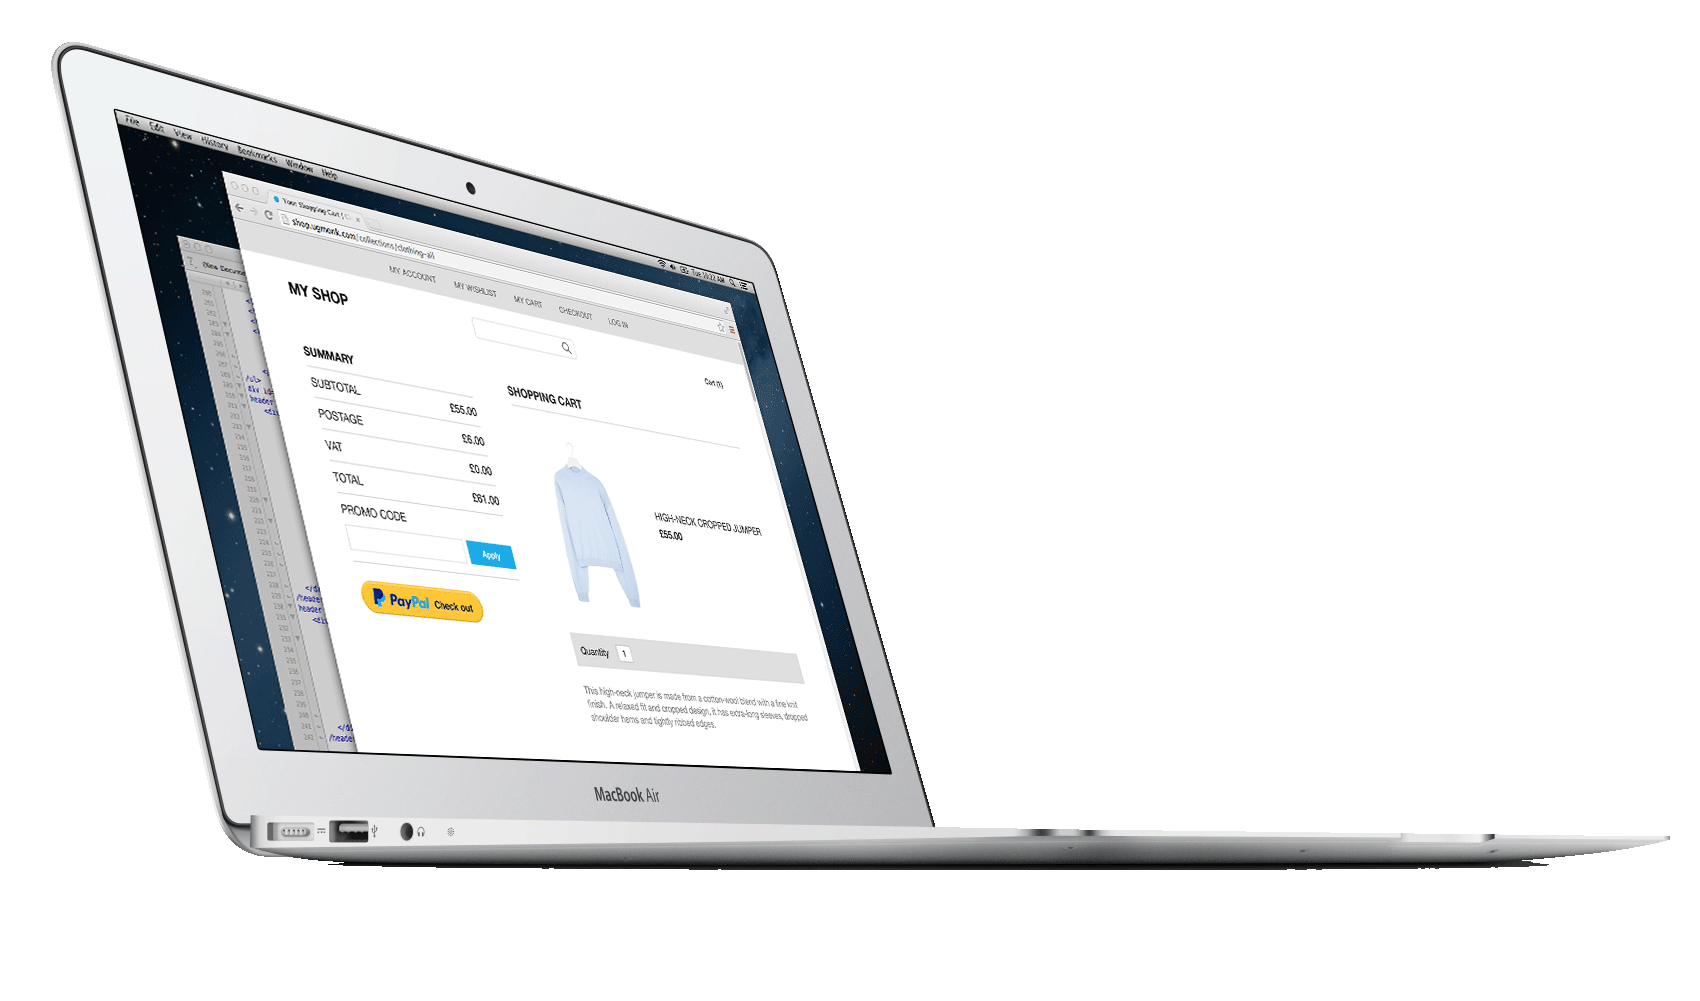 File Edit View History Bookmarks Window Help
Tue 10:22 AM
Your Shopping Cart
shop.ugmonk.com/collections/clothing-all
MY ACCOUNT MY WISHLIST MY CART CHECKOUT LOG IN
MY SHOP
Cart (1)
SUMMARY
SUBTOTAL
£55.00
POSTAGE
£6.00
VAT
£0.00
TOTAL
£61.00
PROMO CODE
Apply
PayPal Check out
SHOPPING CART
HIGH-NECK CROPPED JUMPER
£55.00
Quantity 1
This high-neck jumper is made from a cotton-wool blend with a fine knit
finish. A relaxed fit and cropped design, it has extra-long sleeves, dropped
shoulder hems and tightly ribbed edges.
MacBook Air